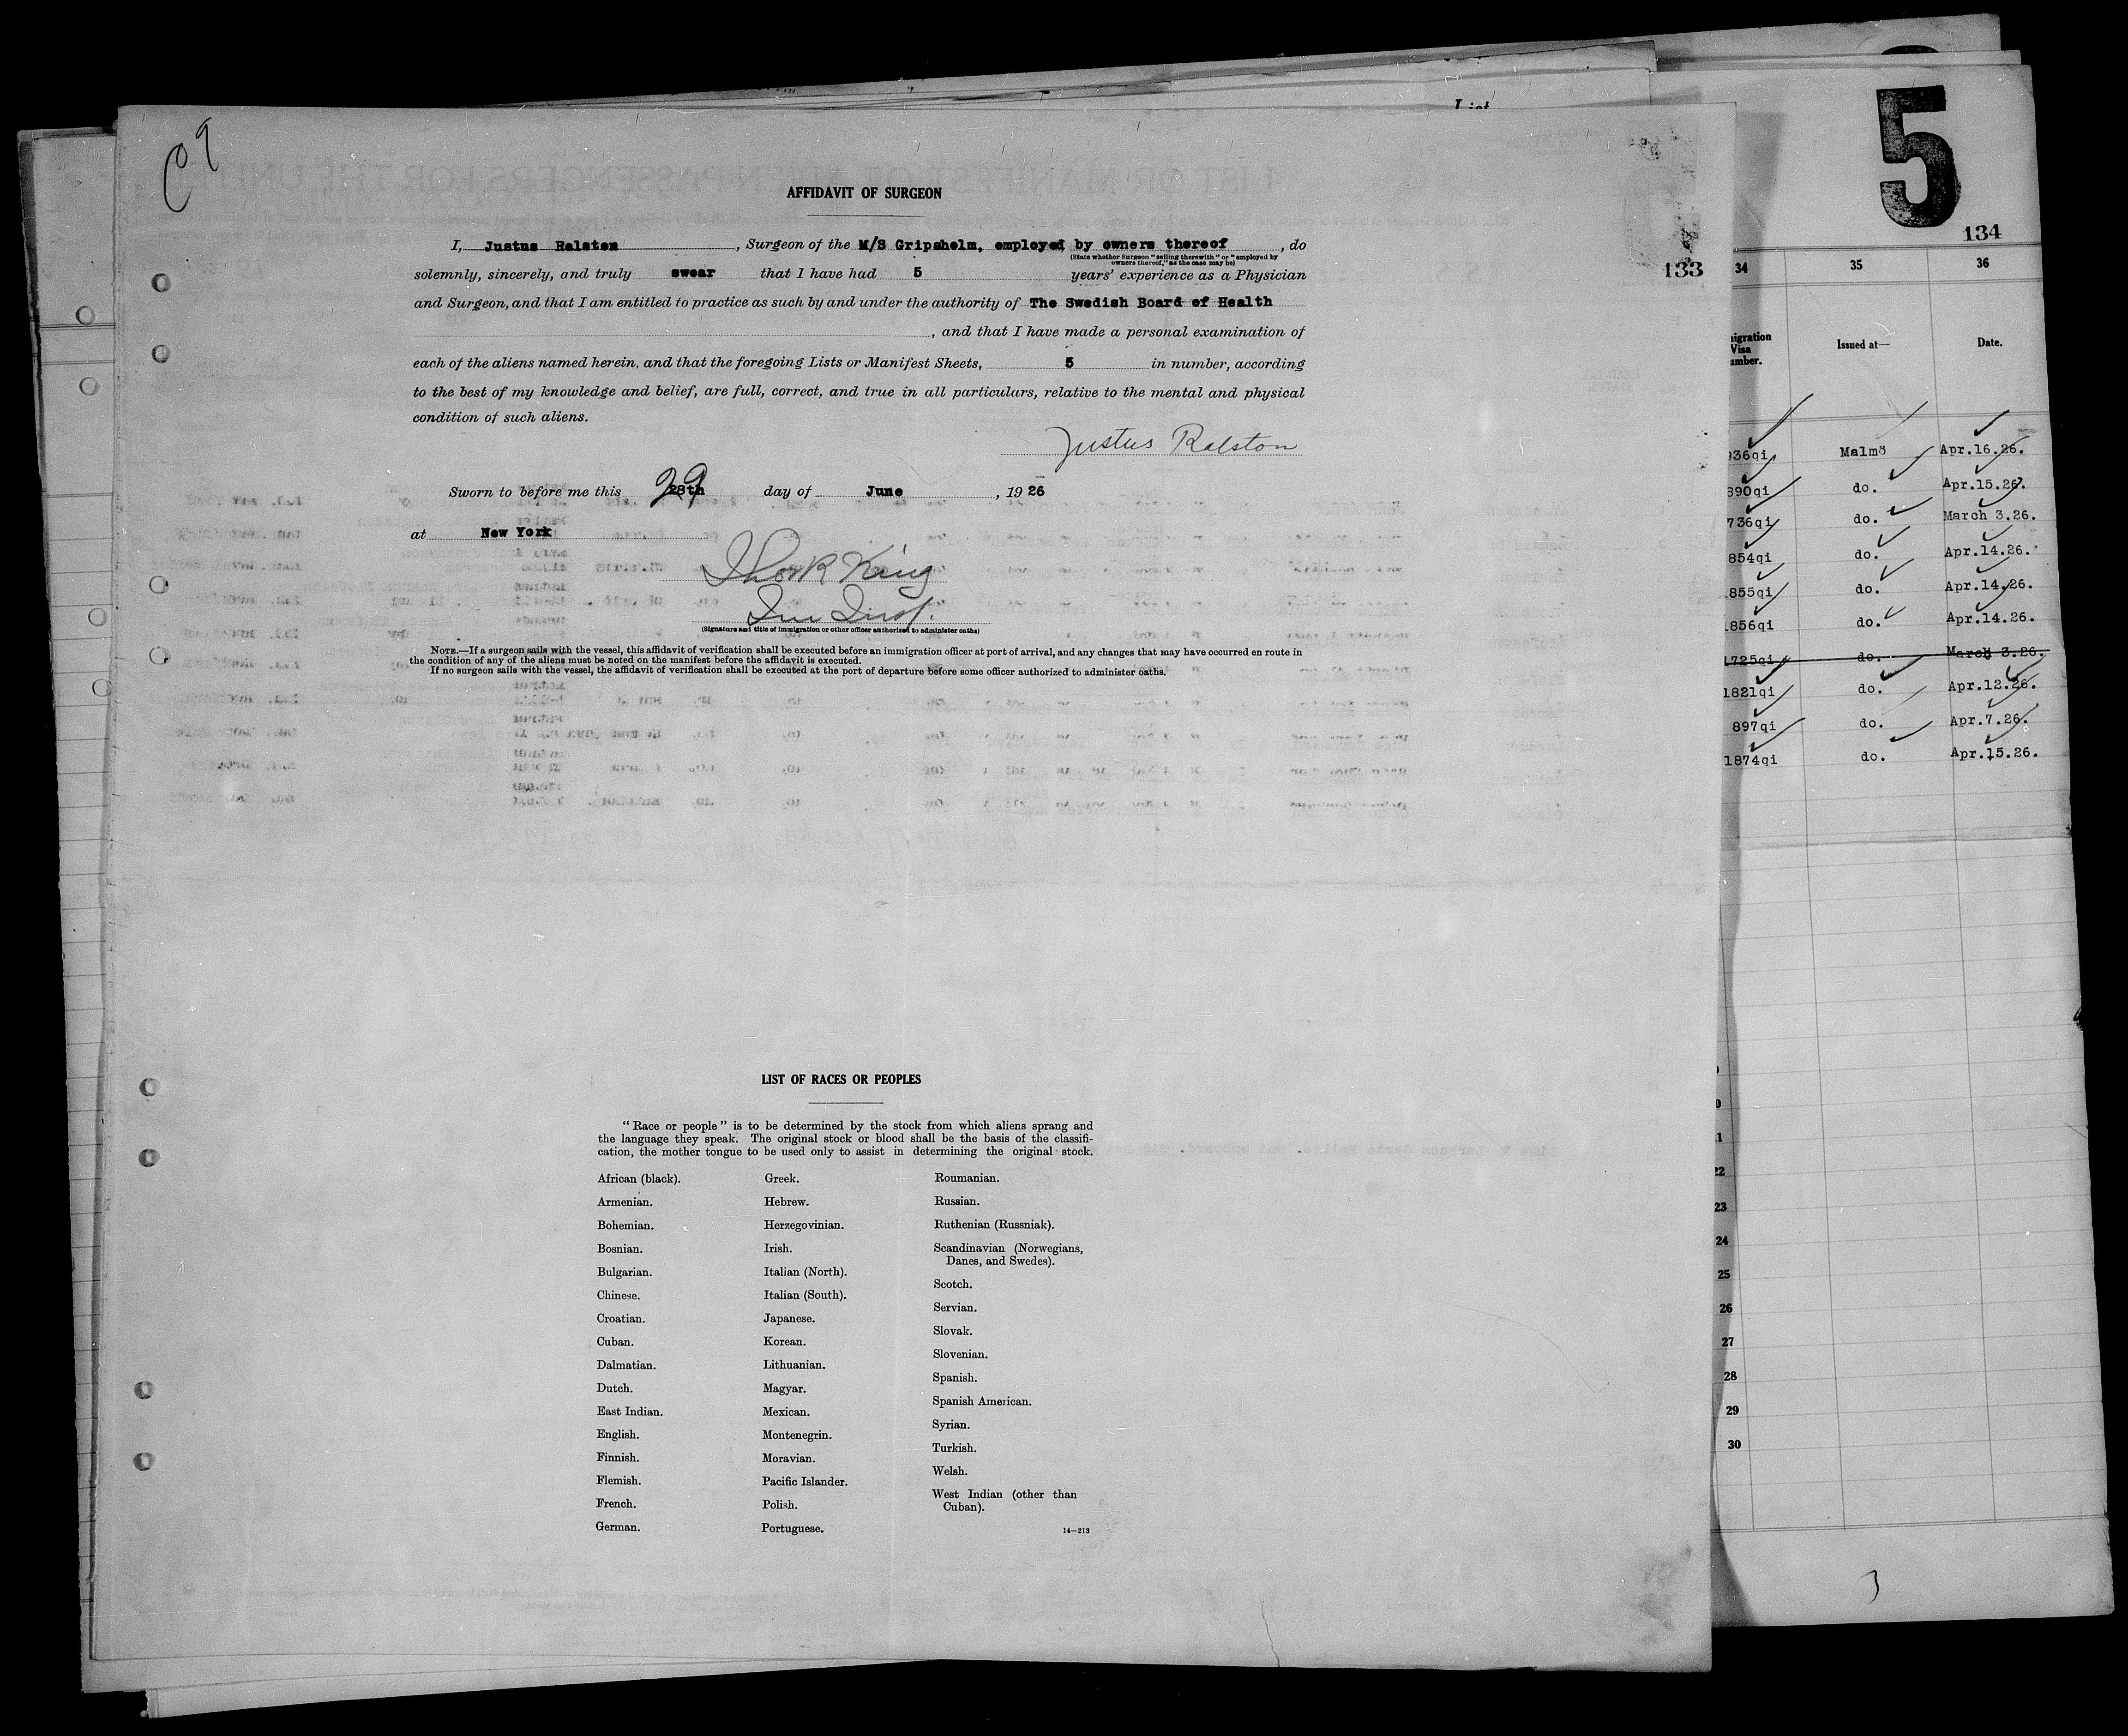 C 9
AFFIDAVIT OF SURGEON
I, Justus Ralston, Surgeon of the M/S Gripsholm, employed by owners thereof, do
(State whether Surgeon "sailing therewith" or "employed by
owners thereof," as the case may be)
solemnly, sincerely, and truly swear that I have had 5 years' experience as a Physician
and Surgeon, and that I am entitled to practice as such by and under the authority of The Swedish Board of Health
, and that I have made a personal examination of
each of the aliens named herein, and that the foregoing Lists or Manifest Sheets, 5 in number, according
to the best of my knowledge and belief, are full, correct, and true in all particulars, relative to the mental and physical
condition of such aliens.
Justus Ralston
Sworn to before me this 29 28th day of June, 19 26
at New York
King
(Signature and title of immigration or other officer authorized to administer oaths)
NOTE.—If a surgeon sails with the vessel, this affidavit of verification shall be executed before an immigration officer at port of arrival, and any changes that may have occurred en route in
the condition of any of the aliens must be noted on the manifest before the affidavit is executed.
If no surgeon sails with the vessel, the affidavit of verification shall be executed at the port of departure before some officer authorized to administer oaths.
LIST OF RACES OR PEOPLES
"Race or people" is to be determined by the stock from which aliens sprang and
the language they speak. The original stock or blood shall be the basis of the classifi-
cation, the mother tongue to be used only to assist in determining the original stock.
African (black).
Armenian.
Bohemian.
Bosnian.
Bulgarian.
Chinese.
Croatian.
Cuban.
Dalmatian.
Dutch.
East Indian.
English.
Finnish.
Flemish.
French.
German.
Greek.
Hebrew.
Herzegovinian.
Irish.
Italian (North).
Italian (South).
Japanese.
Korean.
Lithuanian.
Magyar.
Mexican.
Montenegrin.
Moravian.
Pacific Islander.
Polish.
Portuguese.
Roumanian.
Russian.
Ruthenian (Russniak).
Scandinavian (Norwegians,
Danes, and Swedes).
Scotch.
Servian.
Slovak.
Slovenian.
Spanish.
Spanish American.
Syrian.
Turkish.
Welsh.
West Indian (other than
Cuban).
14—213
133
List
5
134
34 35 36
igration
Visa
umber.
Issued at— Date.
936qi Malmö Apr.16.26.
890qi do. Apr.15.26.
736qi do. March 3.26.
854qi do. Apr.14.26.
855qi do. Apr.14.26.
856qi do. Apr.14.26.
1725qi do. March 3.26.
1821qi do. Apr.12.26.
897qi do. Apr.7.26.
1874qi do. Apr.15.26.
22
23
24
25
26
27
28
29
30
3